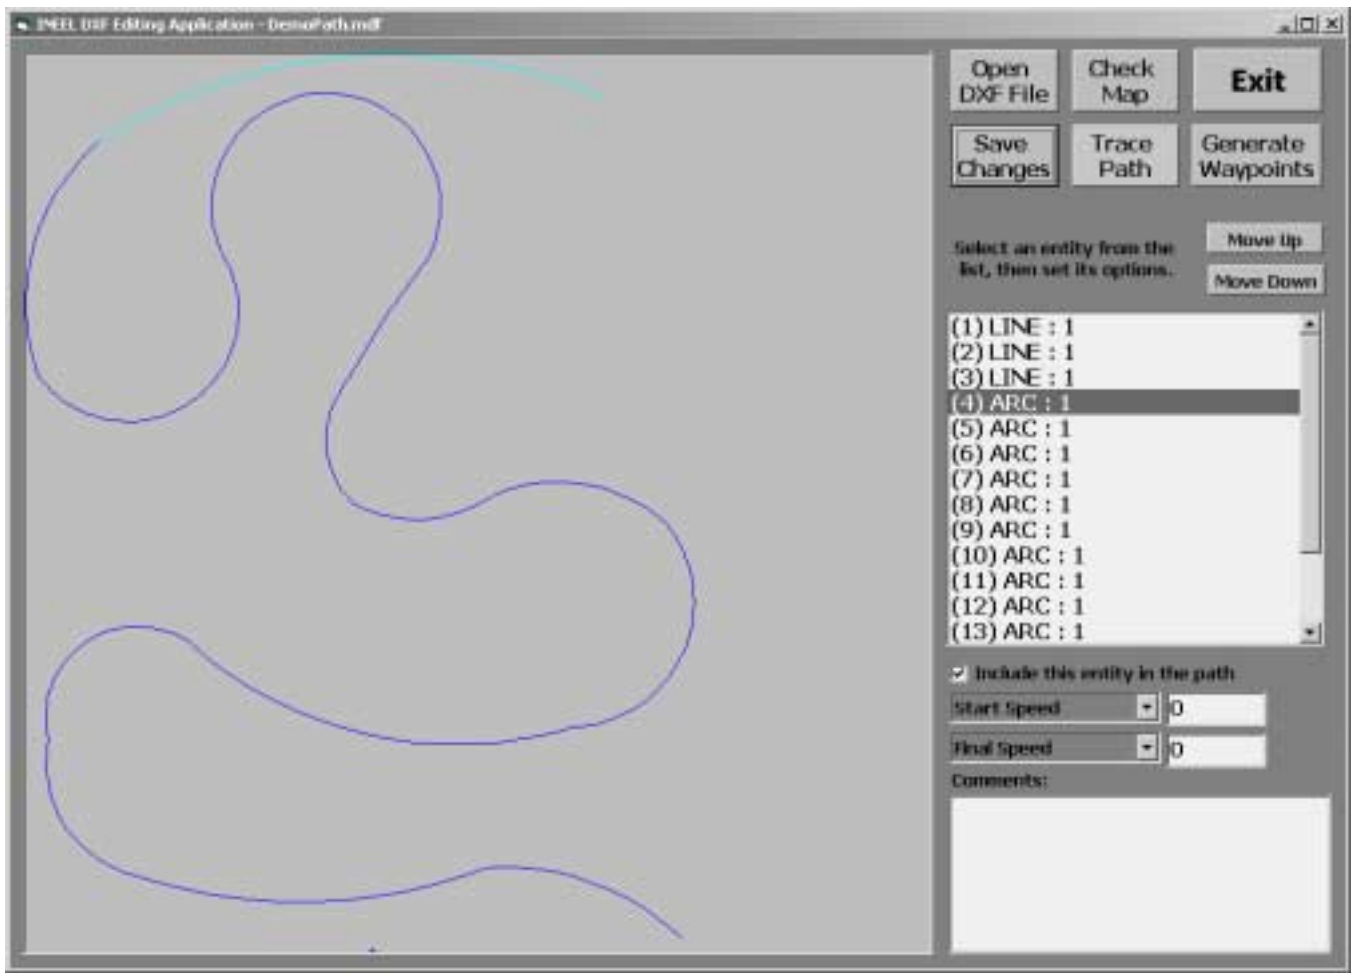 INEEL DXF Editing Application - DemoPath.mdf
Open
DXF File
Check
Map
Exit
Save
Changes
Trace
Path
Generate
Waypoints
Select an entity from the
list, then set its options.
Move Up
Move Down
(1) LINE : 1
(2) LINE : 1
(3) LINE : 1
(4) ARC : 1
(5) ARC : 1
(6) ARC : 1
(7) ARC : 1
(8) ARC : 1
(9) ARC : 1
(10) ARC : 1
(11) ARC : 1
(12) ARC : 1
(13) ARC : 1
Include this entity in the path
Start Speed 0
Final Speed 0
Comments: